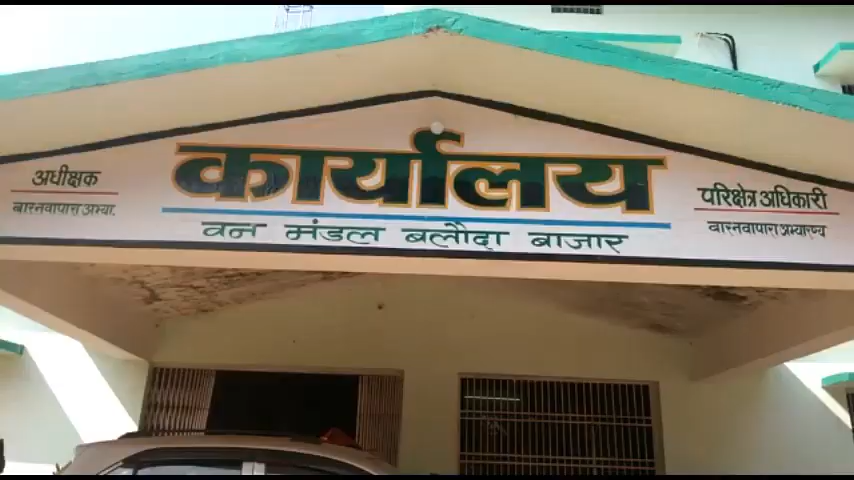 अधीक्षक
बारनवापारा अभ्या.
कार्यालय
वन मंडल बलौदा बाजार
परिक्षेत्र अधिकारी
बारनवापारा अभ्यारण्य